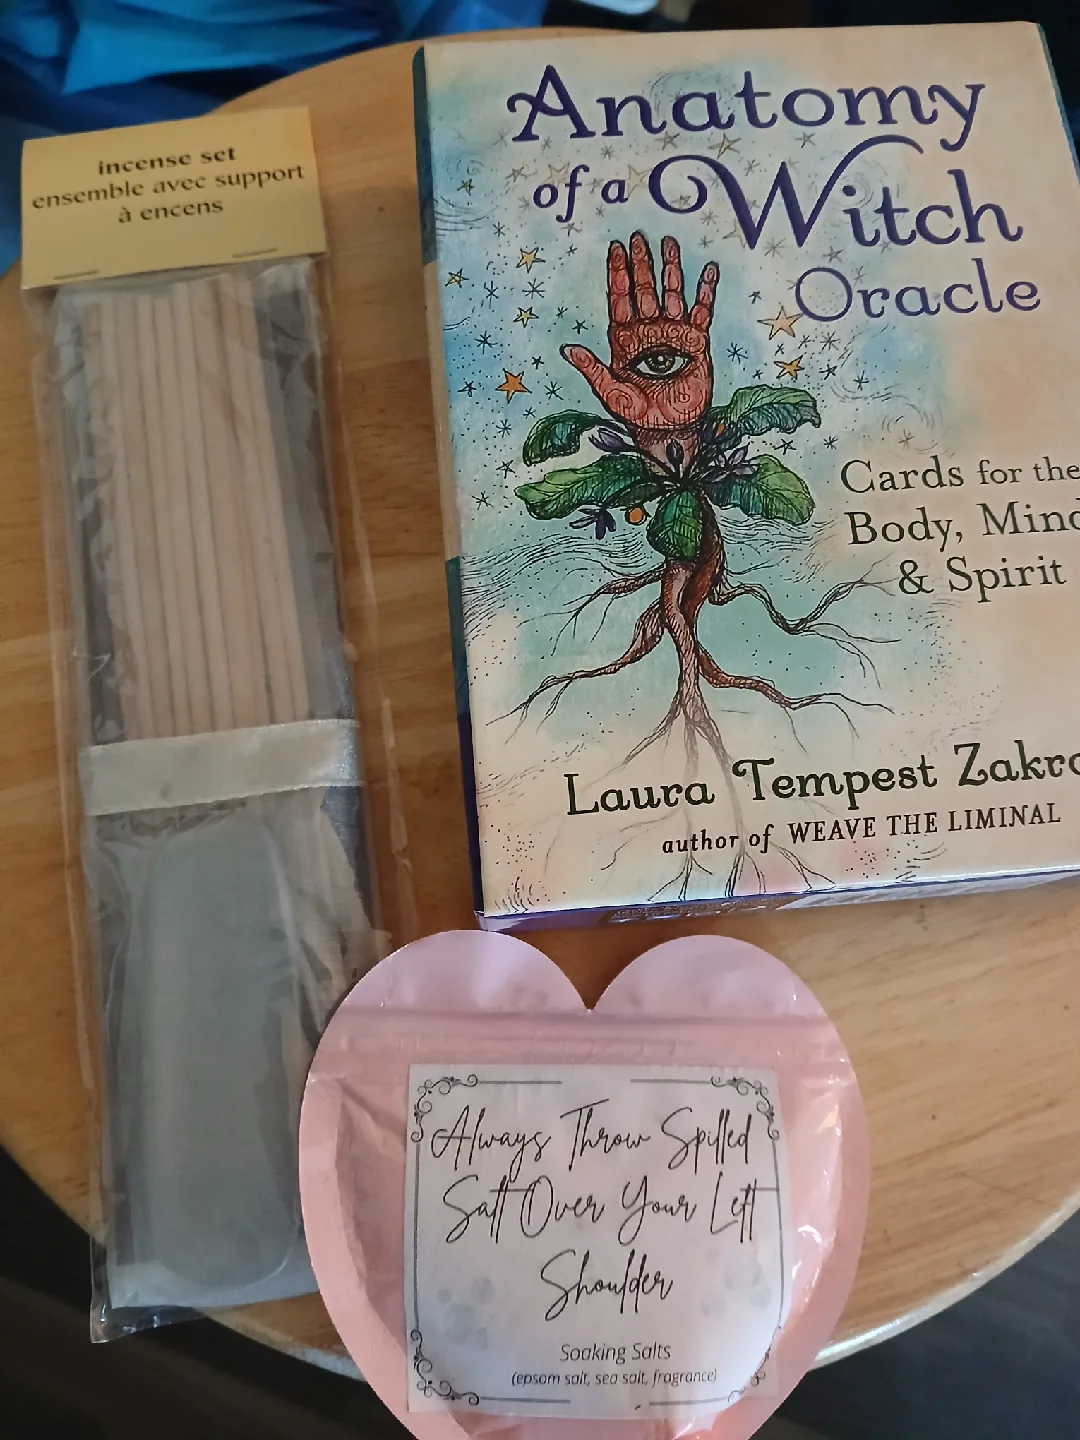 incense set
ensemble avec support
à encens
Anatomy
of a Witch
Oracle
Cards for the
Body, Mind
& Spirit
Laura Tempest Zakro
author of WEAVE THE LIMINAL
Always Throw Spilled
Salt Over Your Left
Shoulder
Soaking Salts
(epsom salt, sea salt, fragrance)